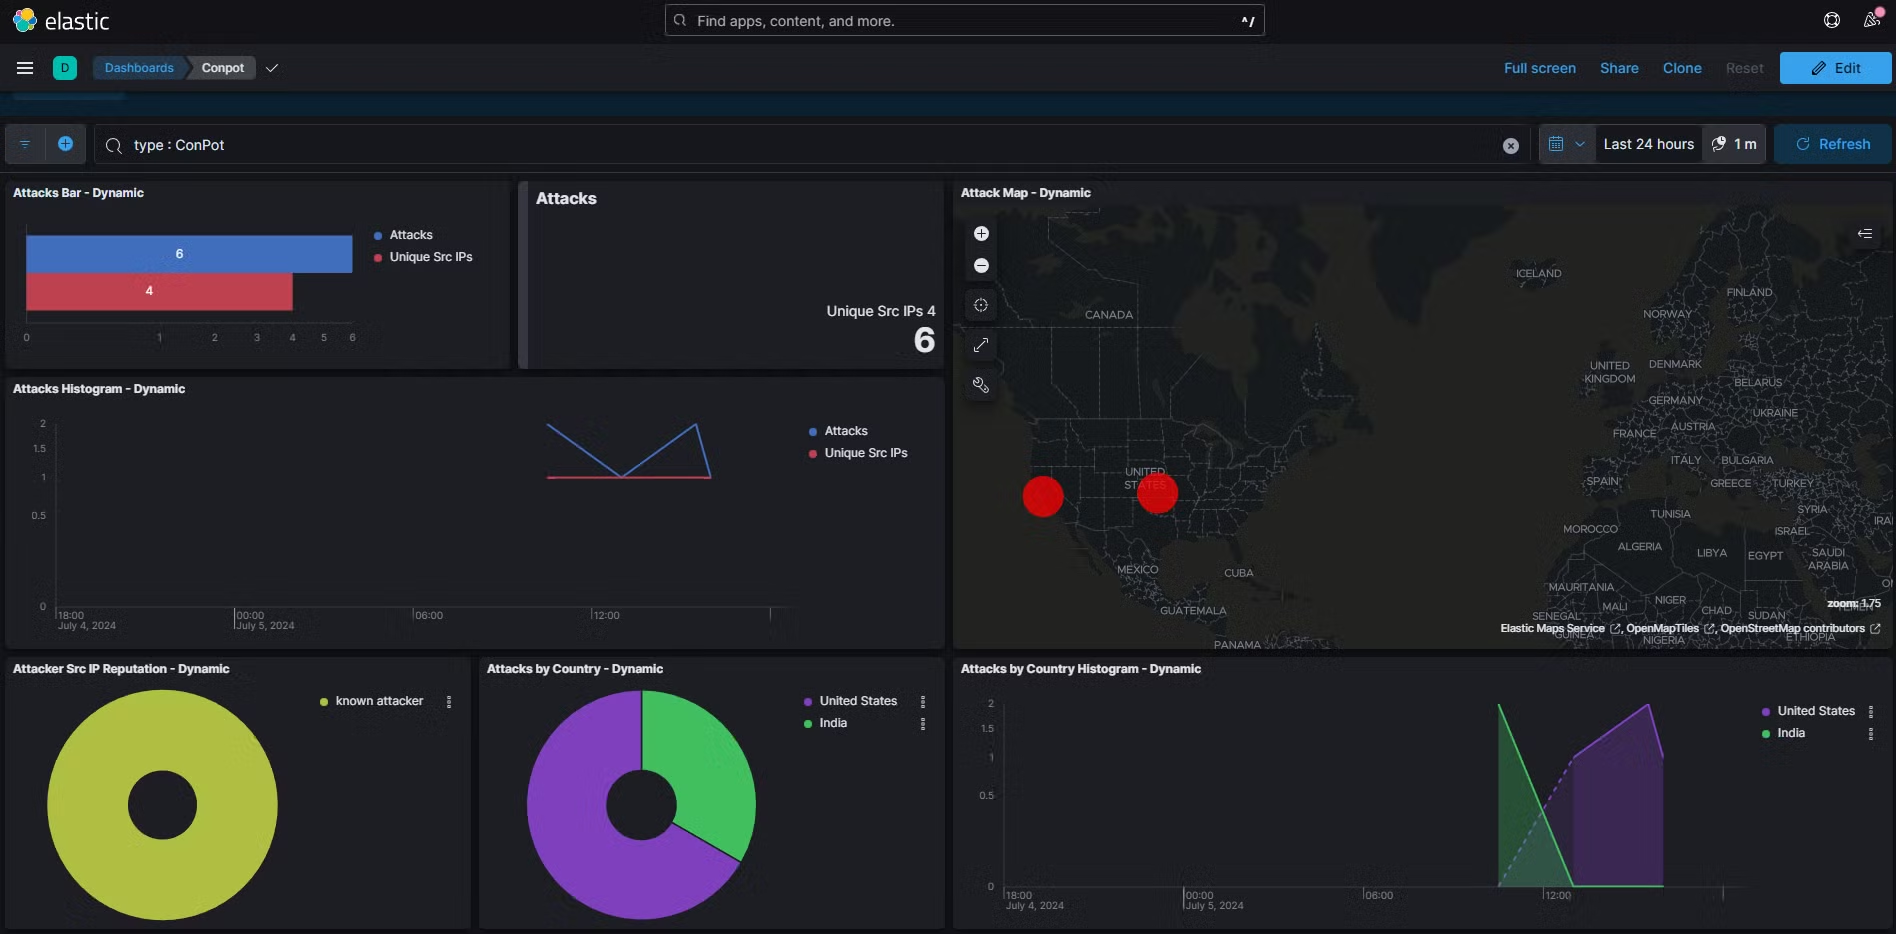 elastic
Find apps, content, and more.
^/
D
Dashboards
Conpot
Full screen
Share
Clone
Reset
Edit
type : ConPot
Last 24 hours
1 m
Refresh
Attacks Bar - Dynamic
6
4
0
1
2
3
4
5
6
Attacks
Unique Src IPs
Attacks
Unique Src IPs 4
6
Attack Map - Dynamic
ICELAND
FINLAND
NORWAY
CANADA
UNITED
KINGDOM
DENMARK
BELARUS
GERMANY
UKRAINE
AUSTRIA
FRANCE
ITALY
BULGARIA
UNITED
STATES
SPAIN
GREECE
TURKEY
SYRIA
TUNISIA
MOROCCO
ISRAEL
IRA
ALGERIA
LIBYA
EGYPT
SAUDI
ARABIA
MEXICO
CUBA
MAURITANIA
O
NIGER
MALI
CHAD
SUDAN
YEMEN
GUATEMALA
SENEGAL
GUINEA
NIGERIA
ETHIOPIA
PANAMA
zoom: 1.75
Elastic Maps Service , OpenMapTiles , OpenStreetMap contributors
Attacks Histogram - Dynamic
2
1.5
1
0.5
0
18:00
July 4, 2024
00:00
July 5, 2024
06:00
12:00
Attacks
Unique Src IPs
Attacker Src IP Reputation - Dynamic
known attacker
Attacks by Country - Dynamic
United States
India
Attacks by Country Histogram - Dynamic
2
1.5
1
0.5
0
18:00
July 4, 2024
00:00
July 5, 2024
06:00
12:00
United States
India